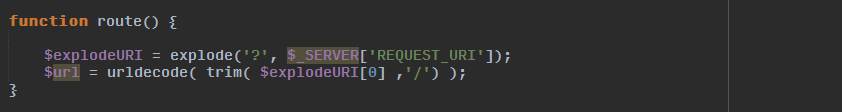 function route() {
$explodeURI = explode('?', $_SERVER['REQUEST_URI']);
$url = urldecode( trim( $explodeURI[0] ,'/') );
}